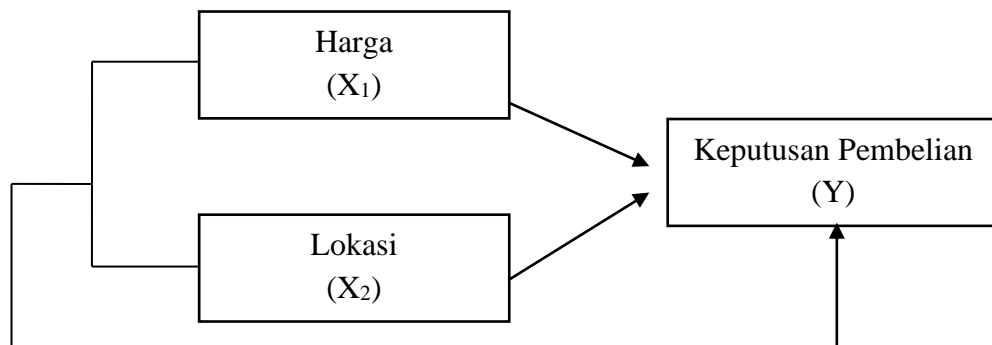 Harga
(X₁)
Keputusan Pembelian
(Y)
Lokasi
(X₂)